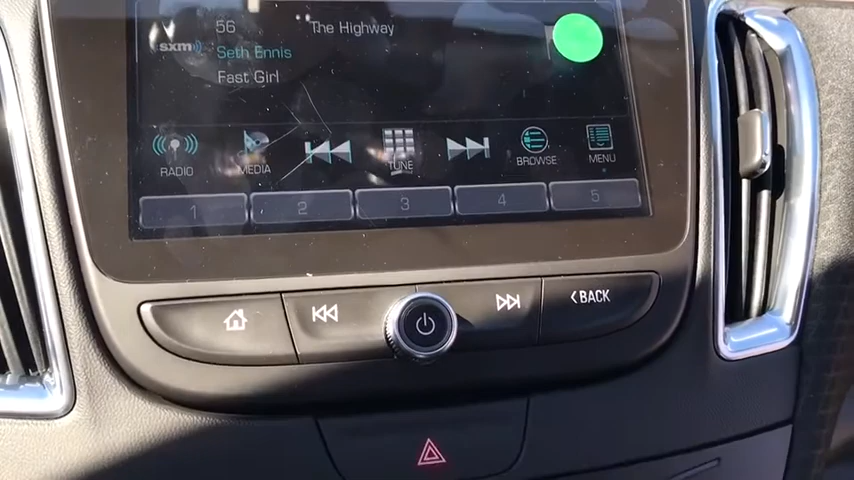 56
The Highway
sxm
Seth Ennis
Fast Girl
RADIO
MEDIA
TUNE
BROWSE
MENU
1
2
3
4
5
BACK